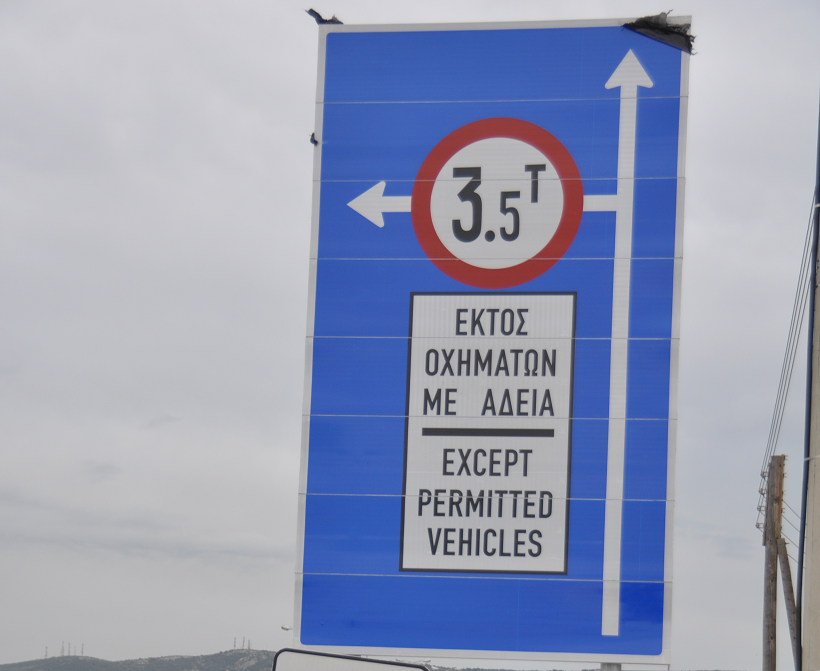 3.5T
ΕΚΤΟΣ
ΟΧΗΜΑΤΩΝ
ΜΕ ΑΔΕΙΑ
EXCEPT
PERMITTED
VEHICLES